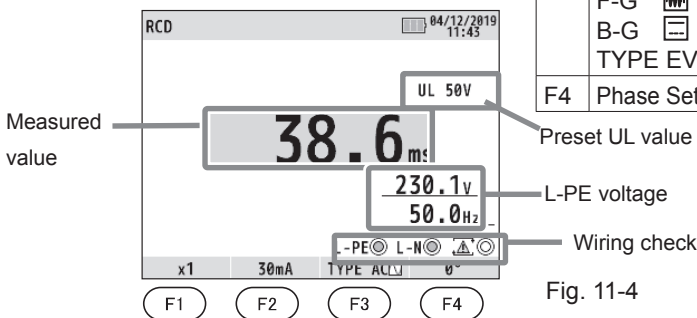 RCD
04/12/2019
11:43
UL 50V
38.6 ms
230.1V
50.0Hz
L-PE L-N
x1 30mA TYPE AC 0°
F1 F2 F3 F4
Measured
value
B-G
TYPE EV
F4 Phase Set
Preset UL value
L-PE voltage
Wiring check
Fig. 11-4